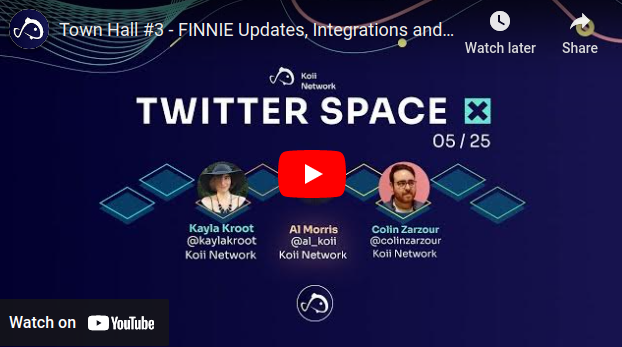 Town Hall #3 - FINNIE Updates, Integrations and...
Watch later
Share
Koii
Network
TWITTER SPACE
05 / 25
Kayla Kroot
@kaylakroot
Koii Network
Al Morris
@al_koii
Koii Network
Colin Zarzour
@colinzarzour
Koii Network
Watch on YouTube